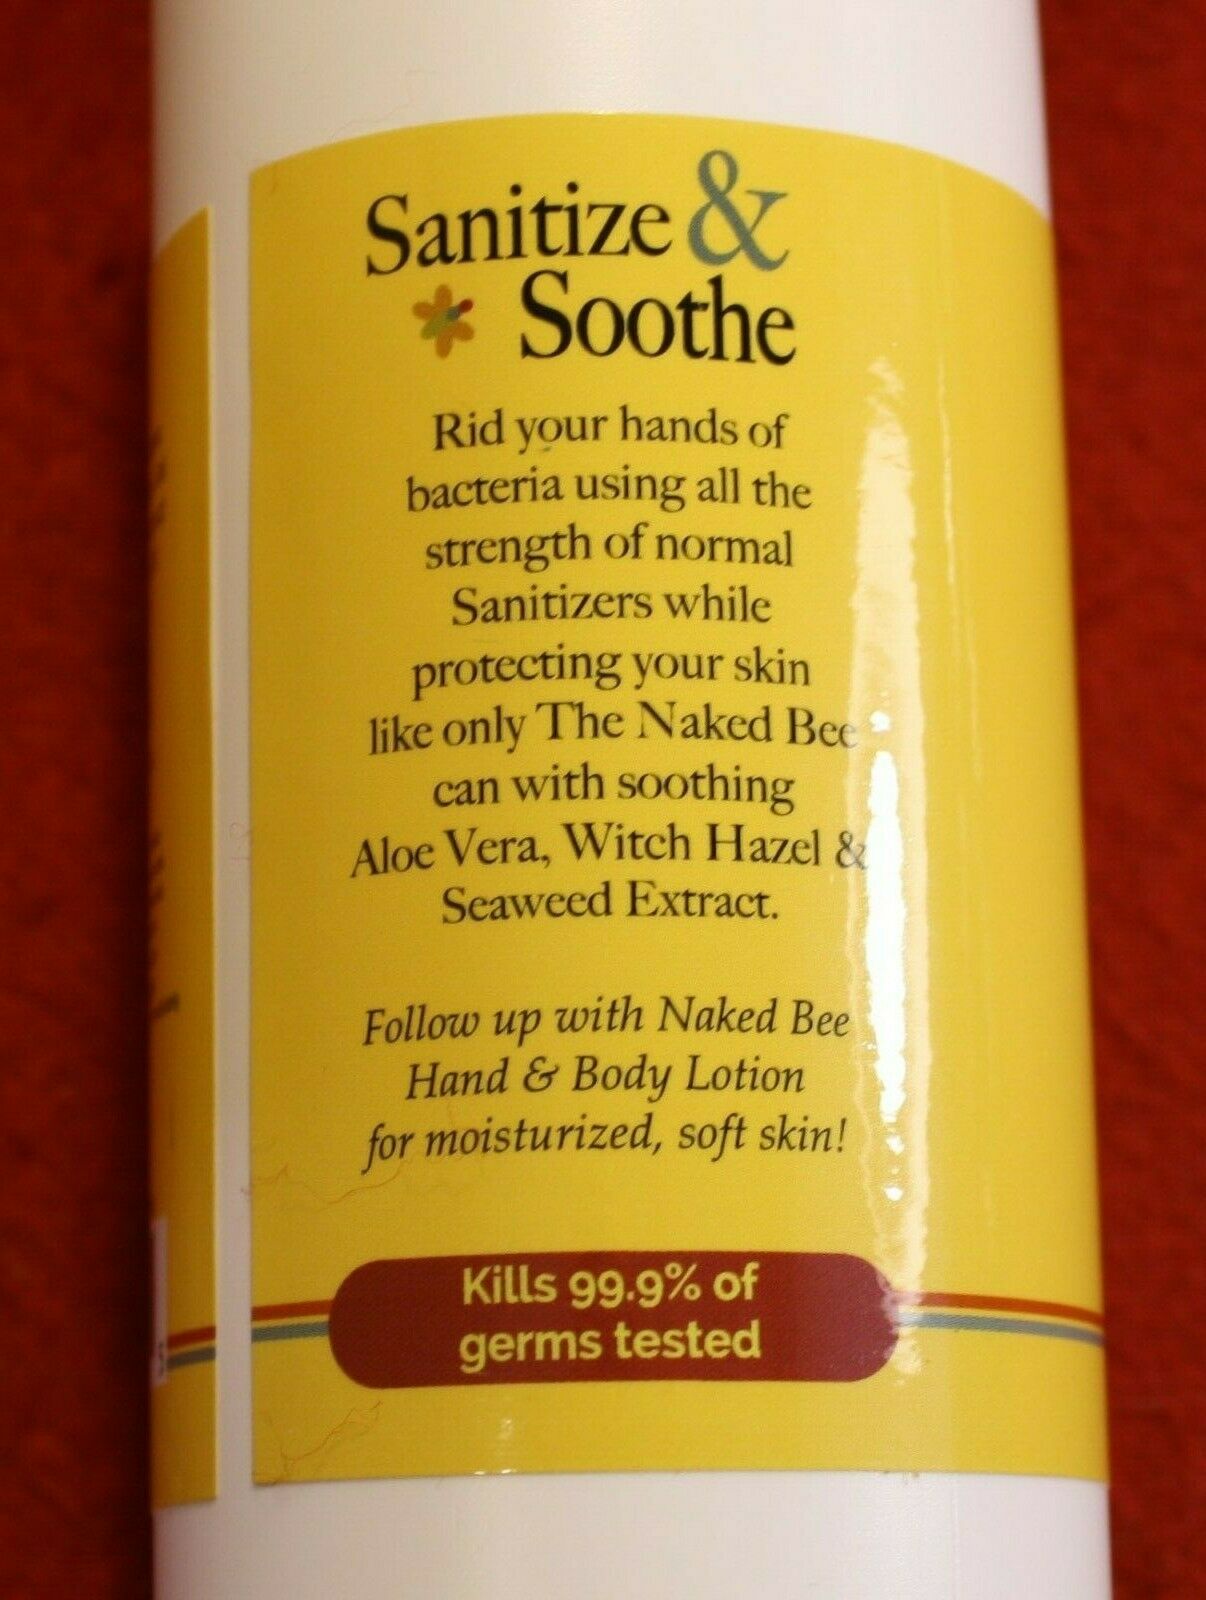 Sanitize &
Soothe
Rid your hands of
bacteria using all the
strength of normal
Sanitizers while
protecting your skin
like only The Naked Bee
can with soothing
Aloe Vera, Witch Hazel &
Seaweed Extract.
Follow up with Naked Bee
Hand & Body Lotion
for moisturized, soft skin!
Kills 99.9% of
germs tested